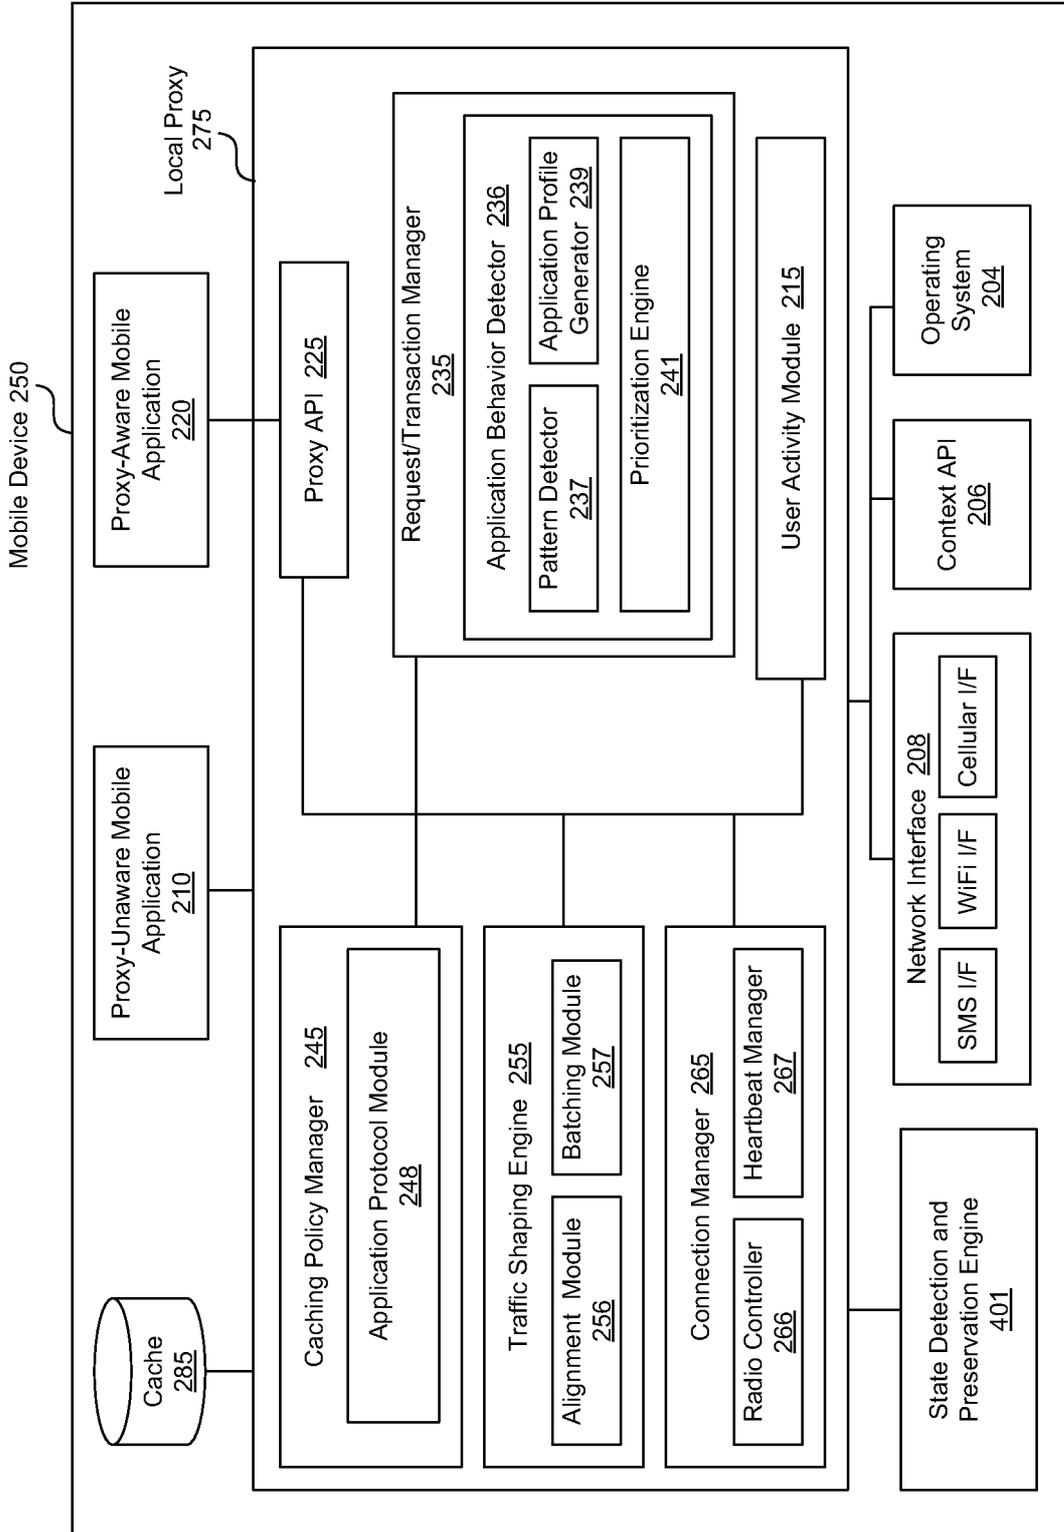 Mobile Device 250
Local Proxy
275
Cache
285
Proxy-Unaware Mobile
Application
210
Proxy-Aware Mobile
Application
220
Caching Policy Manager 245
Application Protocol Module
248
Traffic Shaping Engine 255
Alignment Module
256
Batching Module
257
Connection Manager 265
Radio Controller
266
Heartbeat Manager
267
Proxy API 225
Request/Transaction Manager
235
Application Behavior Detector 236
Pattern Detector
237
Application Profile
Generator 239
Prioritization Engine
241
User Activity Module 215
State Detection and
Preservation Engine
401
Network Interface 208
SMS I/F
WiFi I/F
Cellular I/F
Context API
206
Operating
System
204